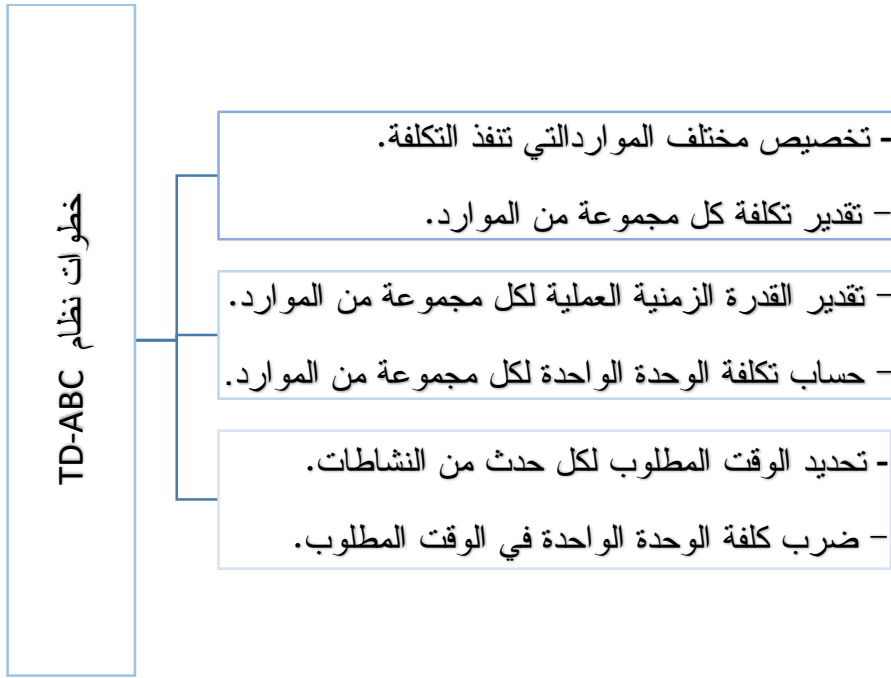 خطوات نظام TD-ABC
- تخصيص مختلف المواردالتي تنفذ التكلفة.
– تقدير تكلفة كل مجموعة من الموارد.
– تقدير القدرة الزمنية العملية لكل مجموعة من الموارد.
– حساب تكلفة الوحدة الواحدة لكل مجموعة من الموارد.
- تحديد الوقت المطلوب لكل حدث من النشاطات.
– ضرب كلفة الوحدة الواحدة في الوقت المطلوب.